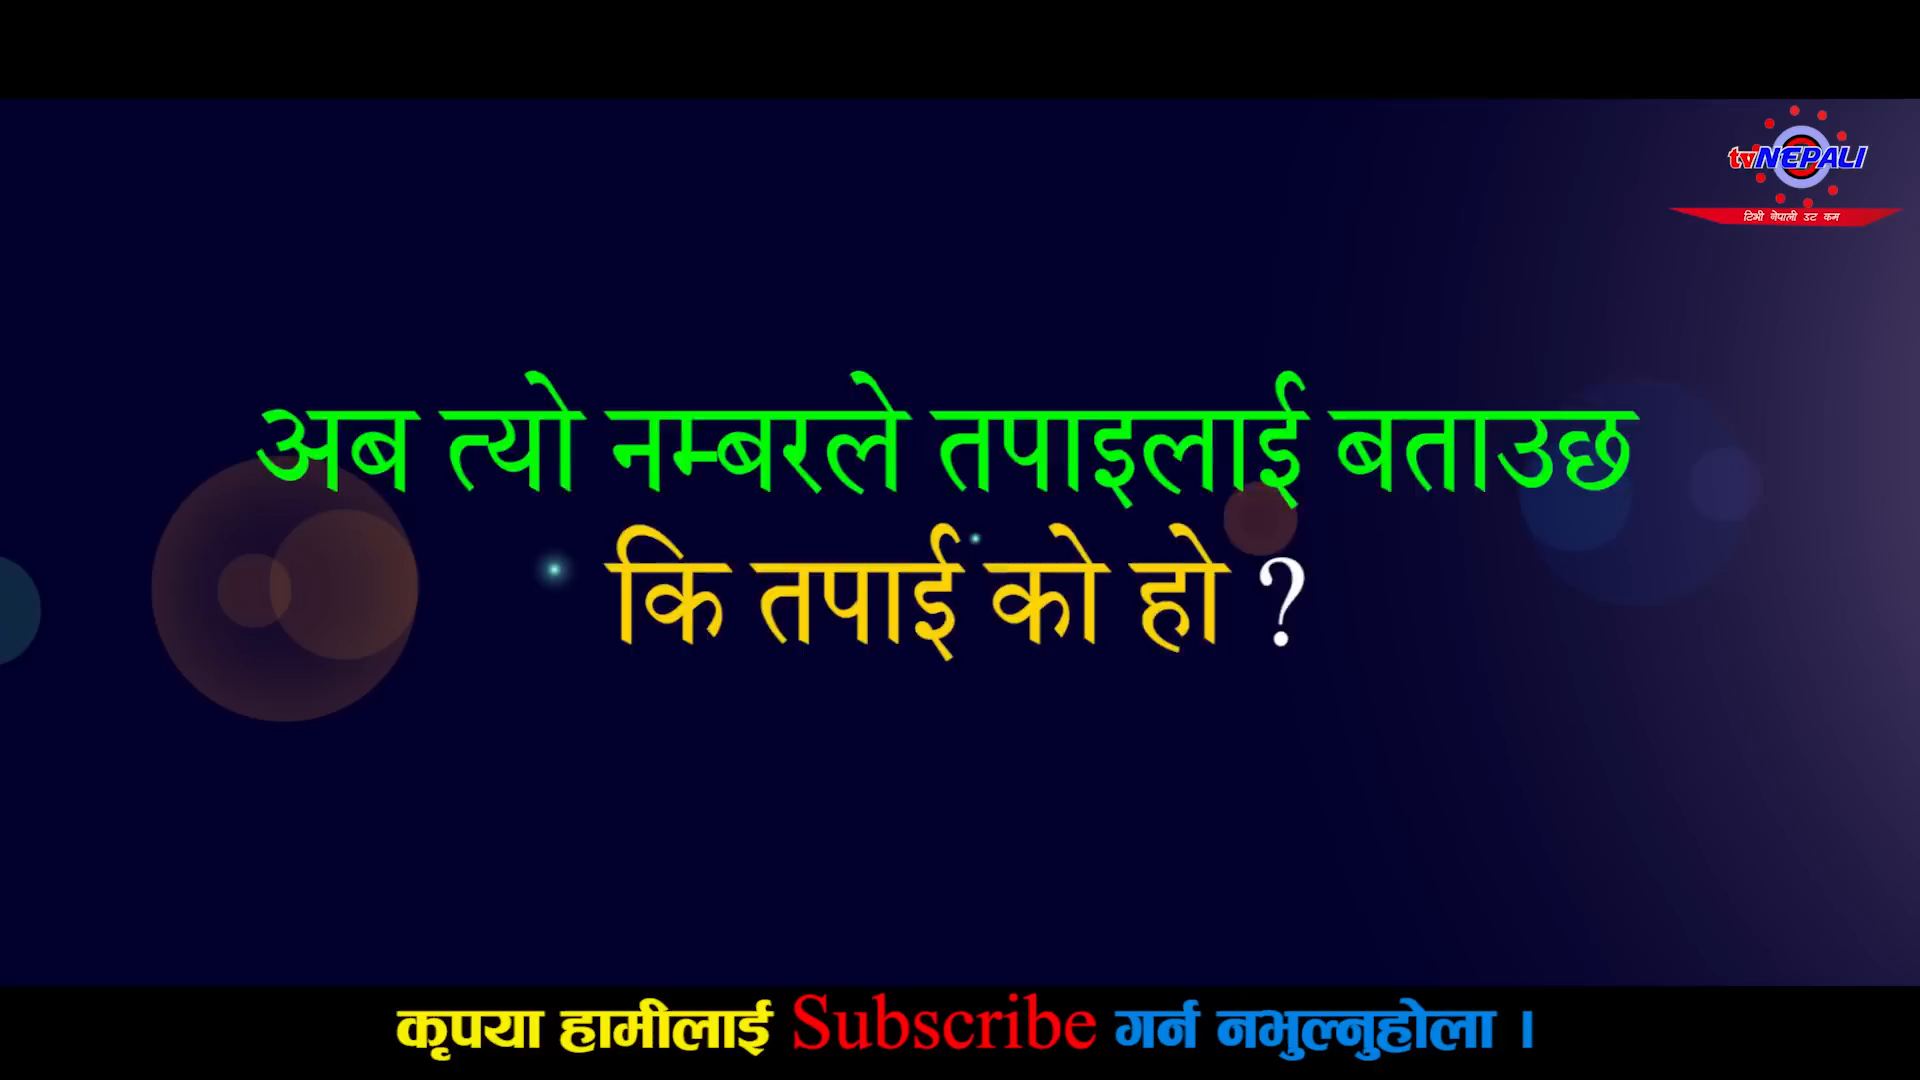 tvNEPALI
टिभी नेपाली डट कम
अब त्यो नम्बरले तपाइलाई बताउछ
कि तपाई को हो ?
कृपया हामीलाई Subscribe गर्न नभुल्नुहोला ।